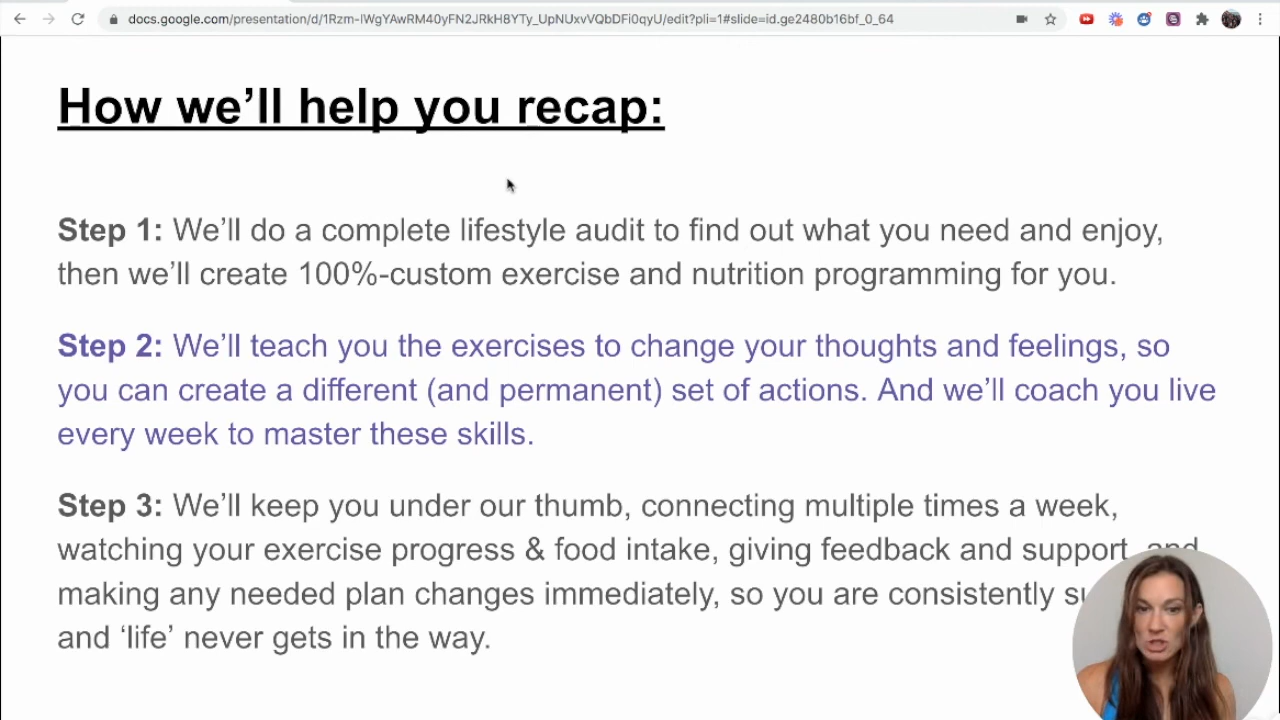 docs.google.com/presentation/d/1Rzm-IWgYAwRM40yFN2JRkH8YTy_UpNUxvVQbDFi0qyU/edit?pli=1#slide=id.ge2480b16bf_0_64
How we’ll help you recap:
Step 1: We’ll do a complete lifestyle audit to find out what you need and enjoy,
then we’ll create 100%-custom exercise and nutrition programming for you.
Step 2: We’ll teach you the exercises to change your thoughts and feelings, so
you can create a different (and permanent) set of actions. And we’ll coach you live
every week to master these skills.
Step 3: We’ll keep you under our thumb, connecting multiple times a week,
watching your exercise progress & food intake, giving feedback and support, and
making any needed plan changes immediately, so you are consistently
and ‘life’ never gets in the way.